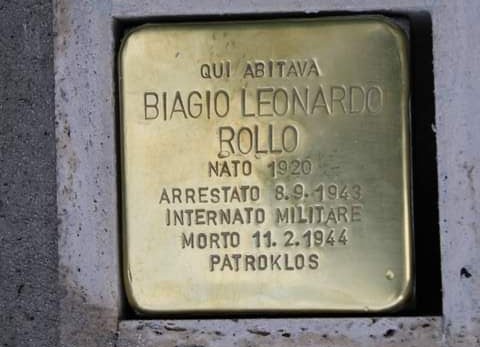 QUI ABITAVA
BIAGIO LEONARDO
ROLLO
NATO 1920
ARRESTATO 8.9.1943
INTERNATO MILITARE
MORTO 11.2.1944
PATROKLOS